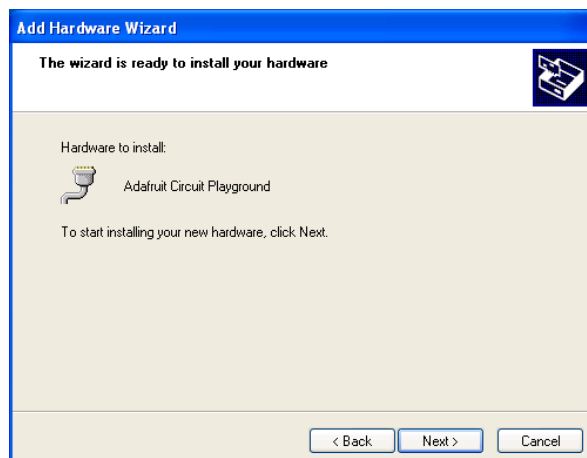 Add Hardware Wizard
The wizard is ready to install your hardware
Hardware to install:
Adafruit Circuit Playground
To start installing your new hardware, click Next.
< Back Next > Cancel